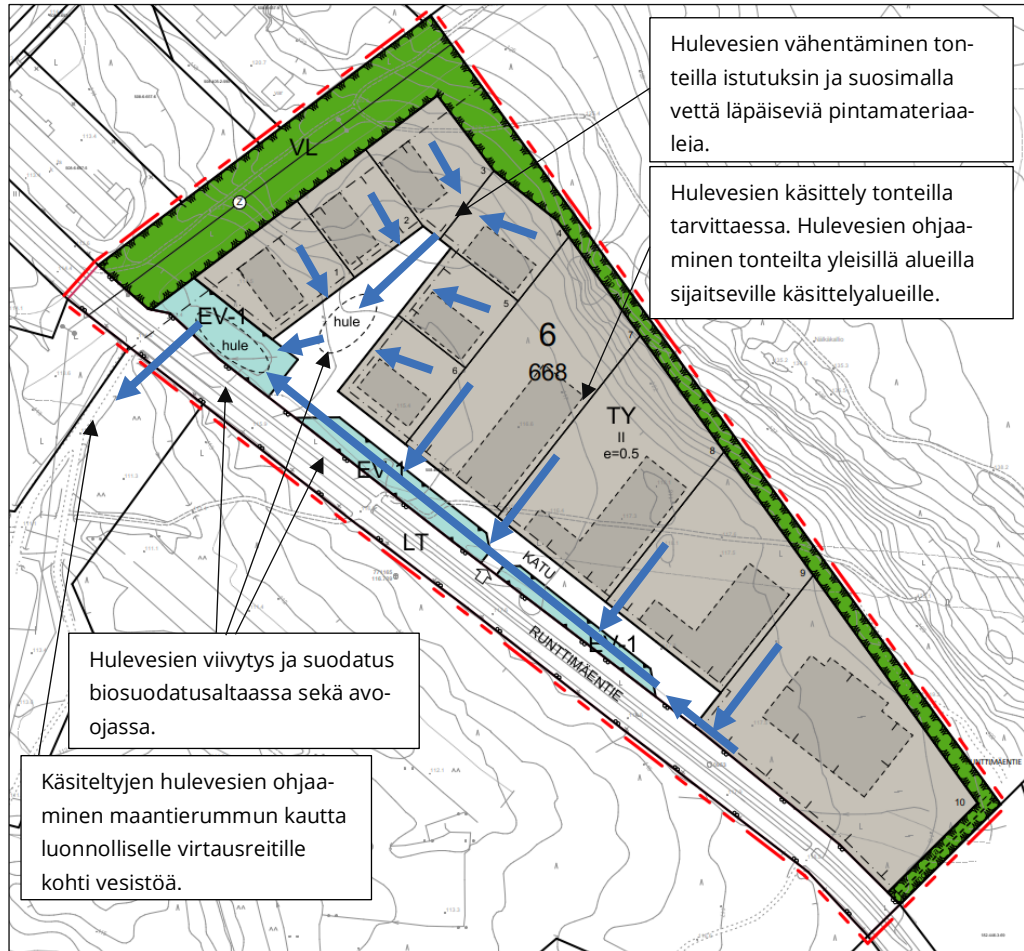 Hulevesien vähentäminen ton-
teilla istutuksin ja suosimalla
vettä läpäiseviä pintamateriaa-
leia.
Hulevesien käsittely tonteilla
tarvittaessa. Hulevesien ohjaa-
minen tonteilta yleisillä alueilla
sijaitseville käsittelyalueille.
VL
Z
3
2
4
1
5
EV-1
hule
hule
6
7
668
6
TY
II
e=0.5
8
EV-1
LT
KATU
9
EV-1
RUNTTIMÄENTIE
10
Hulevesien viivytys ja suodatus
biosuodatusaltaassa sekä avo-
ojassa.
Käsiteltyjen hulevesien ohjaa-
minen maantierummun kautta
luonnolliselle virtausreitille
kohti vesistöä.